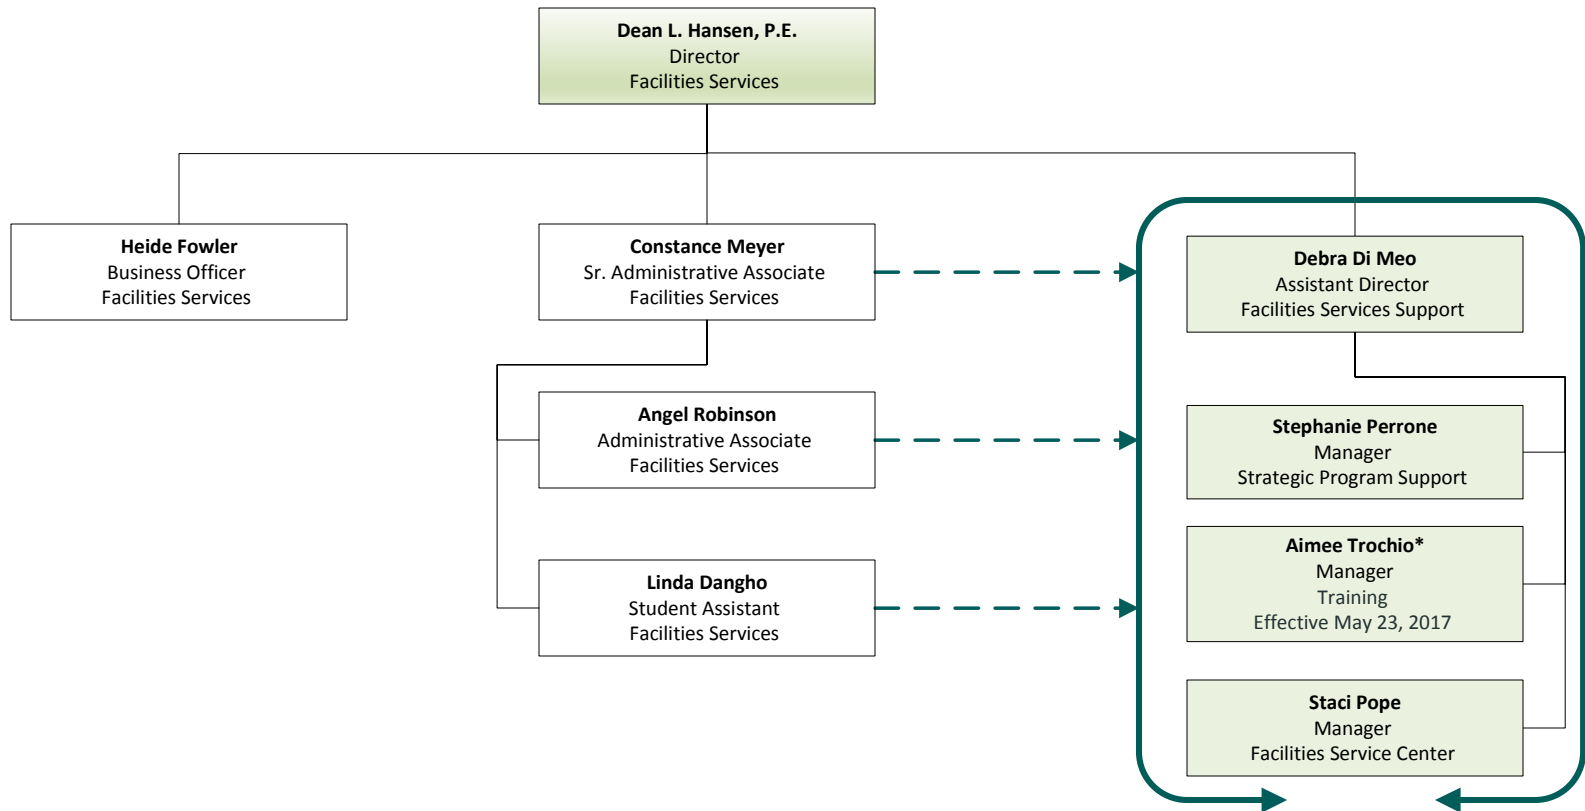 Dean L. Hansen, P.E.
Director
Facilities Services
Heide Fowler
Business Officer
Facilities Services
Constance Meyer
Sr. Administrative Associate
Facilities Services
Debra Di Meo
Assistant Director
Facilities Services Support
Angel Robinson
Administrative Associate
Facilities Services
Stephanie Perrone
Manager
Strategic Program Support
Aimee Trochio*
Manager
Training
Effective May 23, 2017
Linda Dangho
Student Assistant
Facilities Services
Staci Pope
Manager
Facilities Service Center